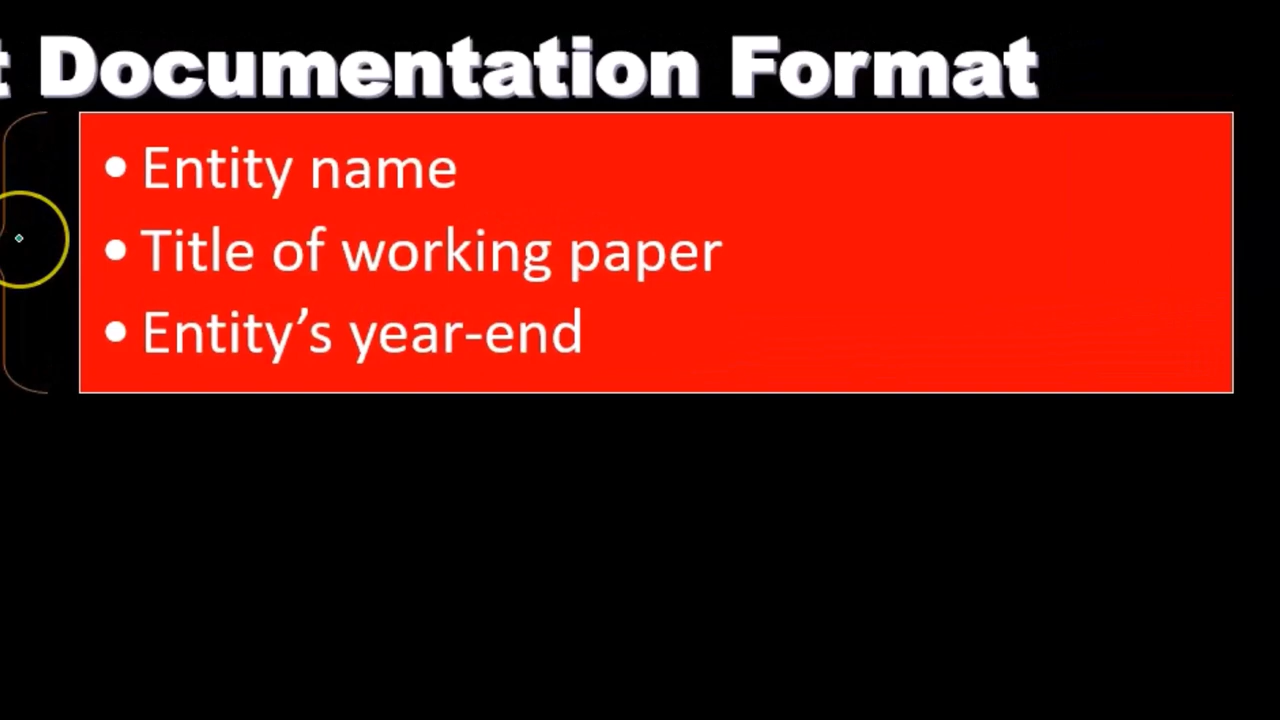 t Documentation Format
• Entity name
• Title of working paper
• Entity’s year-end